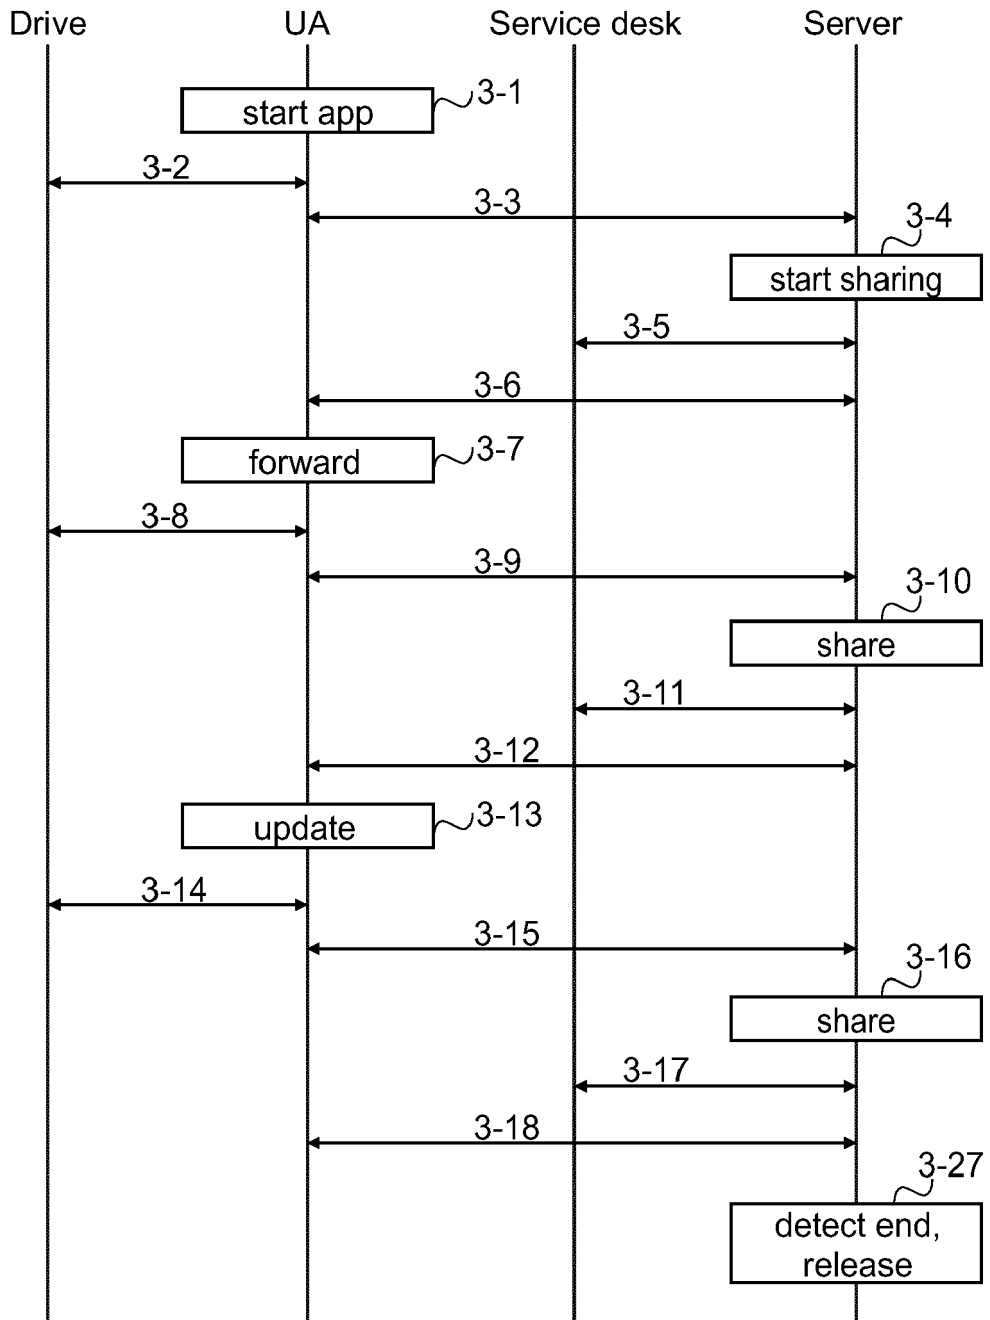 Drive UA Service desk Server
start app 3-1
3-2
3-3
3-4
start sharing
3-5
3-6
forward 3-7
3-8
3-9
3-10
share
3-11
3-12
update 3-13
3-14
3-15
3-16
share
3-17
3-18
3-27
detect end,
release